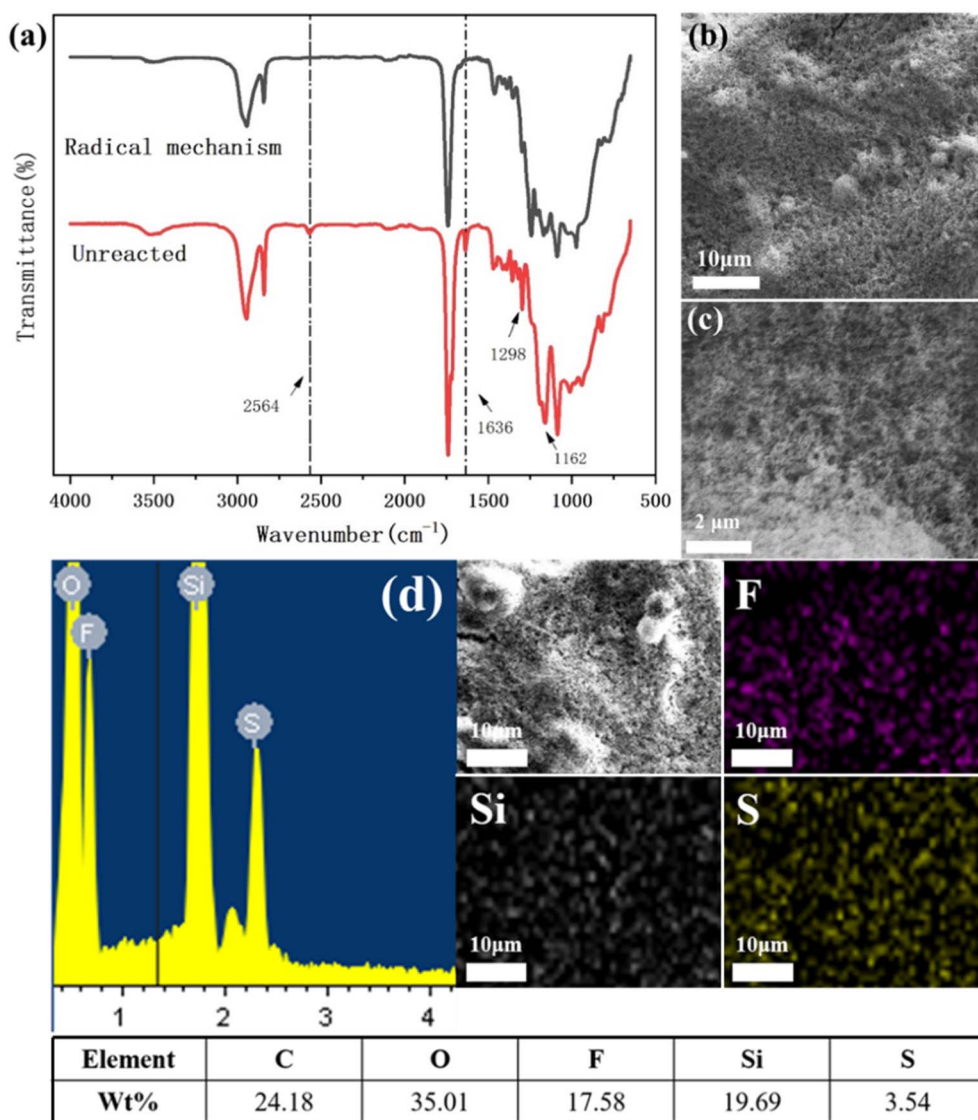 (a)
Radical mechanism
Unreacted
2564
1636
1298
1162
Transmittance(%)
4000 3500 3000 2500 2000 1500 1000 500
Wavenumber(cm⁻¹)
(b)
10μm
(c)
2 μm
(d)
O
F
Si
S
1 2 3 4
10μm
F
10μm
Si
10μm
S
10μm
Element C O F Si S
Wt% 24.18 35.01 17.58 19.69 3.54